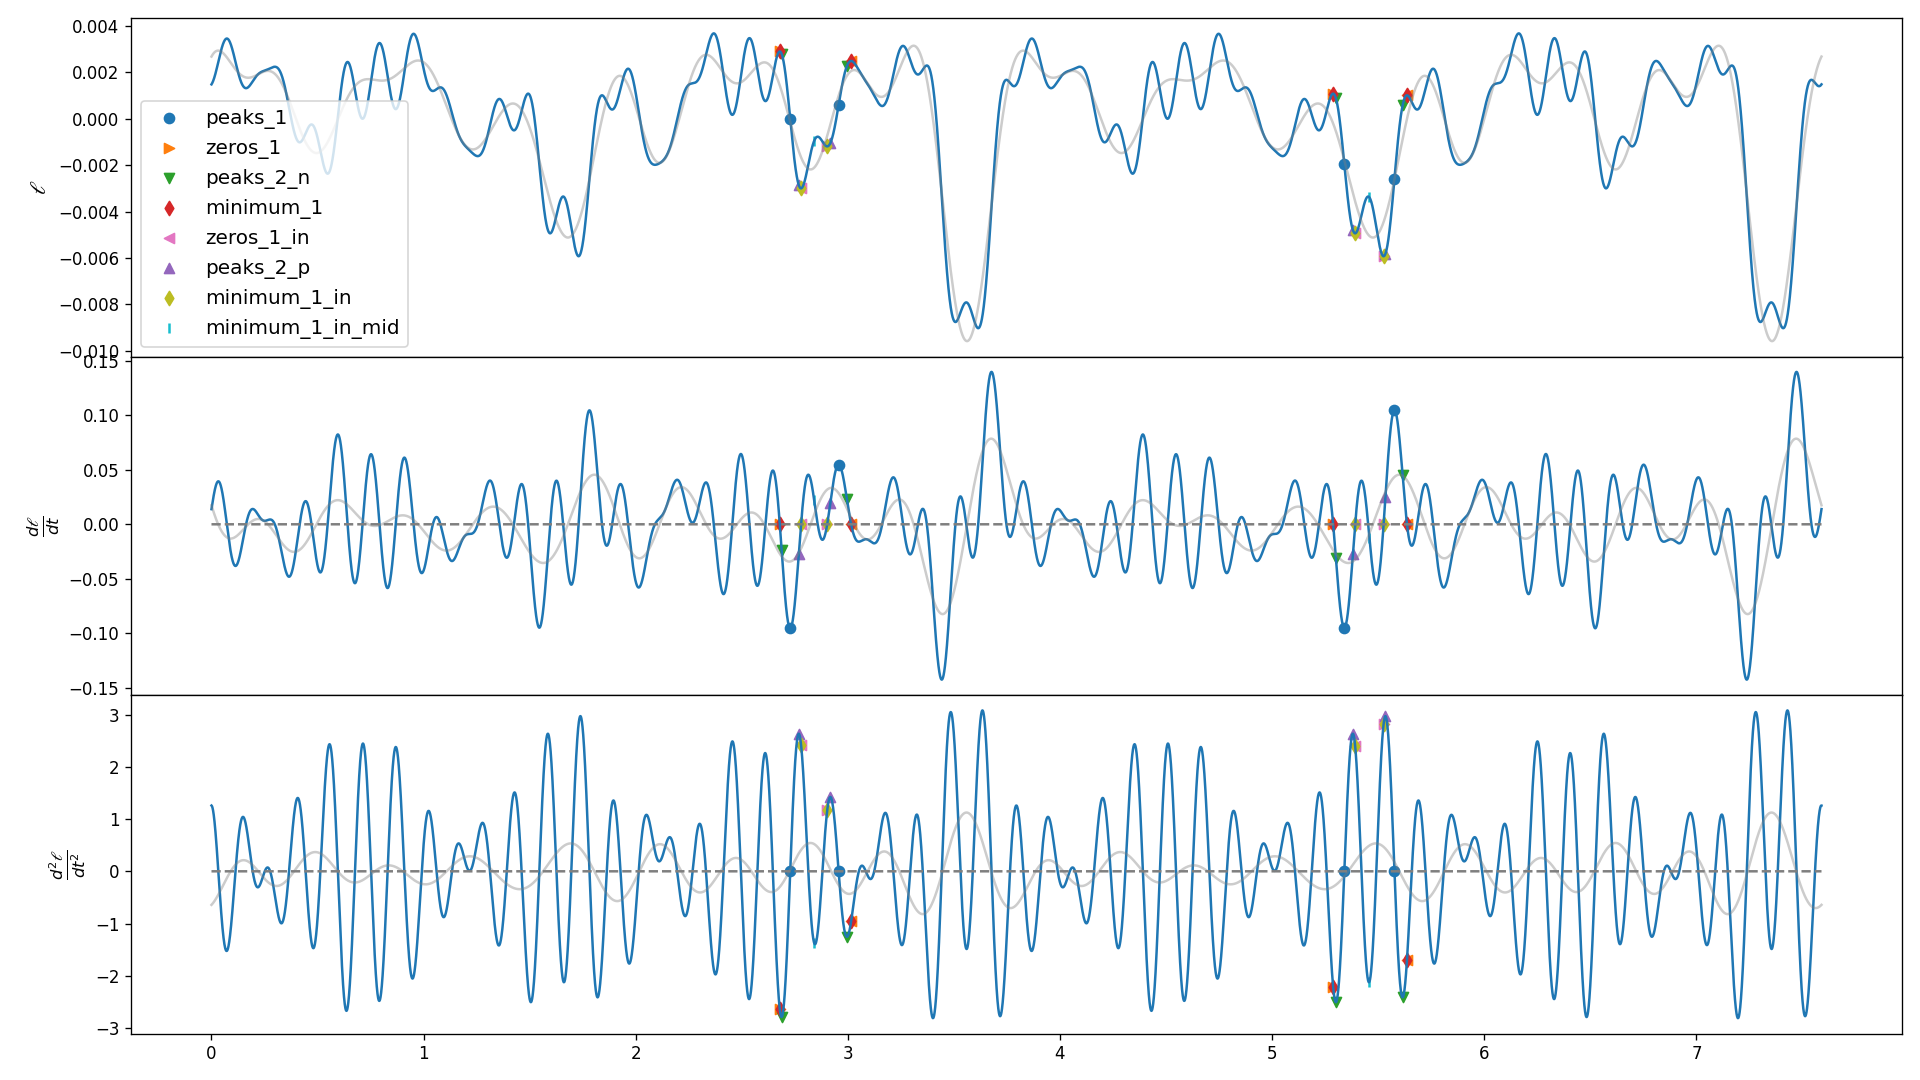 0.004
0.002
0.000
−0.002
−0.004
−0.006
−0.008
−0.010
ℓ
peaks_1
zeros_1
peaks_2_n
minimum_1
zeros_1_in
peaks_2_p
minimum_1_in
minimum_1_in_mid
0.15
0.10
0.05
0.00
−0.05
−0.10
−0.15
dℓ/dt
3
2
1
0
−1
−2
−3
d²ℓ/dt²
0 1 2 3 4 5 6 7